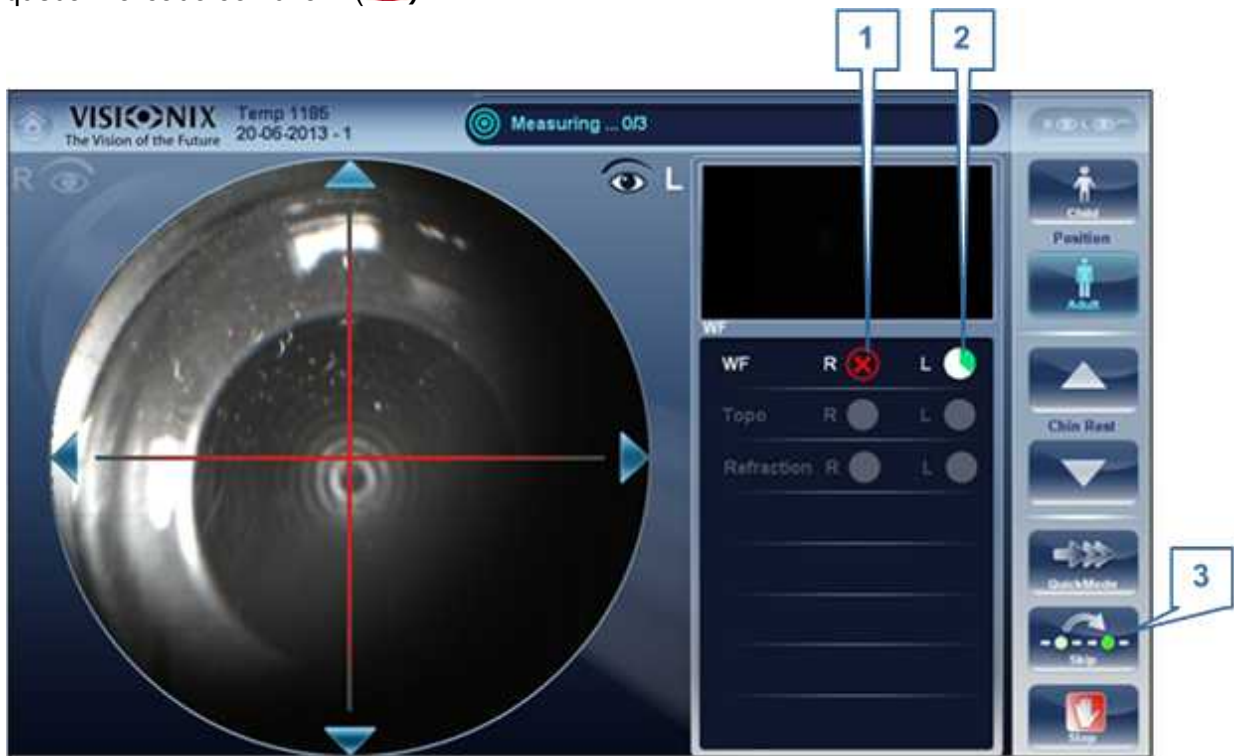 1 2
VISIONIX
The Vision of the Future
Temp 1185
20-06-2013 - 1
Measuring ... 0/3
R L
Child
Position
Adult
WF
WF R L
Topo R L
Chin Rest
Refraction R L
QuickMode
3
Skip
Stop